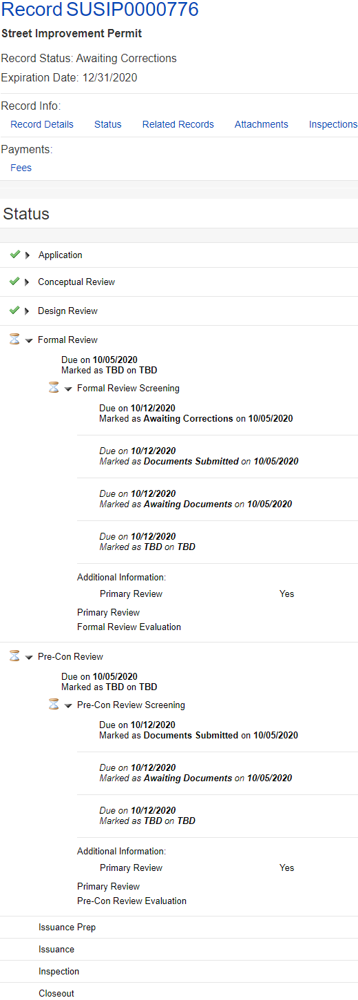 Record SUSIP0000776
Street Improvement Permit
Record Status: Awaiting Corrections
Expiration Date: 12/31/2020
Record Info:
Record Details Status Related Records Attachments Inspections
Payments:
Fees
Status
Application
Conceptual Review
Design Review
Formal Review
Due on 10/05/2020
Marked as TBD on TBD
Formal Review Screening
Due on 10/12/2020
Marked as Awaiting Corrections on 10/05/2020
Due on 10/12/2020
Marked as Documents Submitted on 10/05/2020
Due on 10/12/2020
Marked as Awaiting Documents on 10/05/2020
Due on 10/12/2020
Marked as TBD on TBD
Additional Information:
Primary Review Yes
Primary Review
Formal Review Evaluation
Pre-Con Review
Due on 10/05/2020
Marked as TBD on TBD
Pre-Con Review Screening
Due on 10/12/2020
Marked as Documents Submitted on 10/05/2020
Due on 10/12/2020
Marked as Awaiting Documents on 10/05/2020
Due on 10/12/2020
Marked as TBD on TBD
Additional Information:
Primary Review Yes
Primary Review
Pre-Con Review Evaluation
Issuance Prep
Issuance
Inspection
Closeout